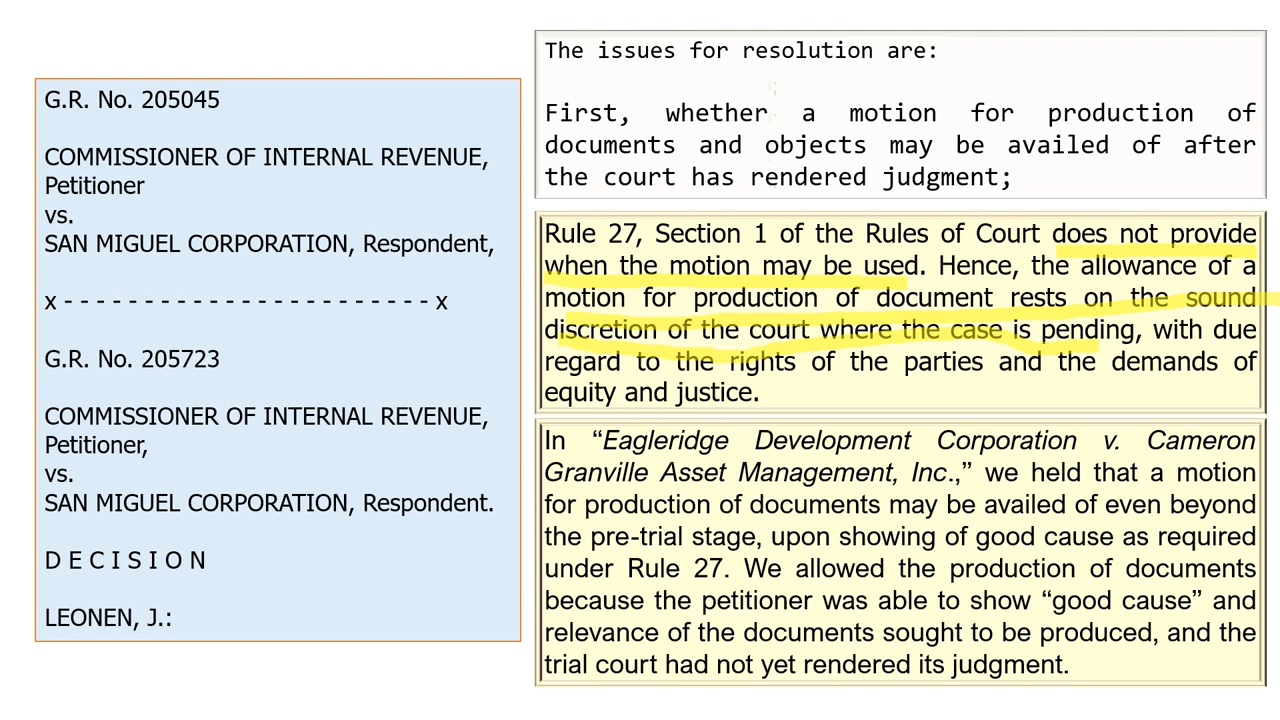 G.R. No. 205045
COMMISSIONER OF INTERNAL REVENUE,
Petitioner
vs.
SAN MIGUEL CORPORATION, Respondent,
x - - - - - - - - - - - - - - - - - - - - - - - - x
G.R. No. 205723
COMMISSIONER OF INTERNAL REVENUE,
Petitioner,
vs.
SAN MIGUEL CORPORATION, Respondent.
D E C I S I O N
LEONEN, J.:
The issues for resolution are:
First, whether a motion for production of
documents and objects may be availed of after
the court has rendered judgment;
Rule 27, Section 1 of the Rules of Court does not provide
when the motion may be used. Hence, the allowance of a
motion for production of document rests on the sound
discretion of the court where the case is pending, with due
regard to the rights of the parties and the demands of
equity and justice.
In “Eagleridge Development Corporation v. Cameron
Granville Asset Management, Inc.,” we held that a motion
for production of documents may be availed of even beyond
the pre-trial stage, upon showing of good cause as required
under Rule 27. We allowed the production of documents
because the petitioner was able to show “good cause” and
relevance of the documents sought to be produced, and the
trial court had not yet rendered its judgment.